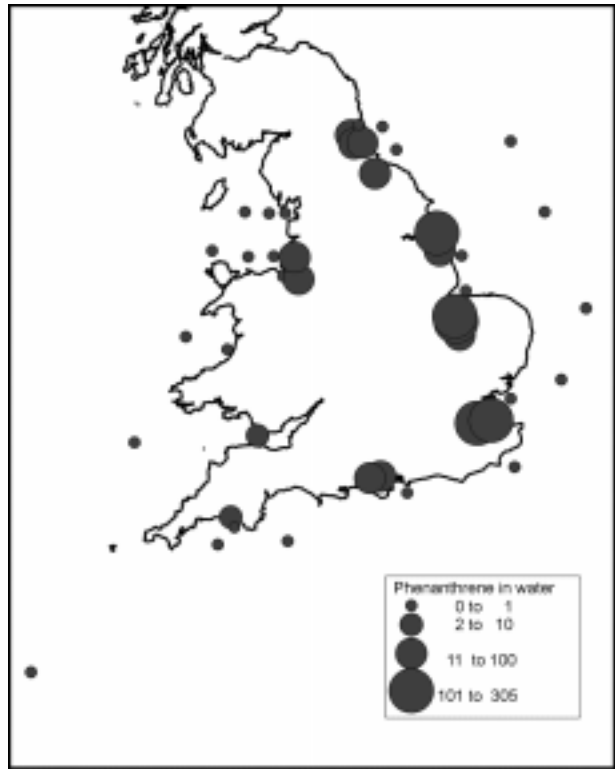 Phenanthrene in water
0 to 1
2 to 10
11 to 100
101 to 305